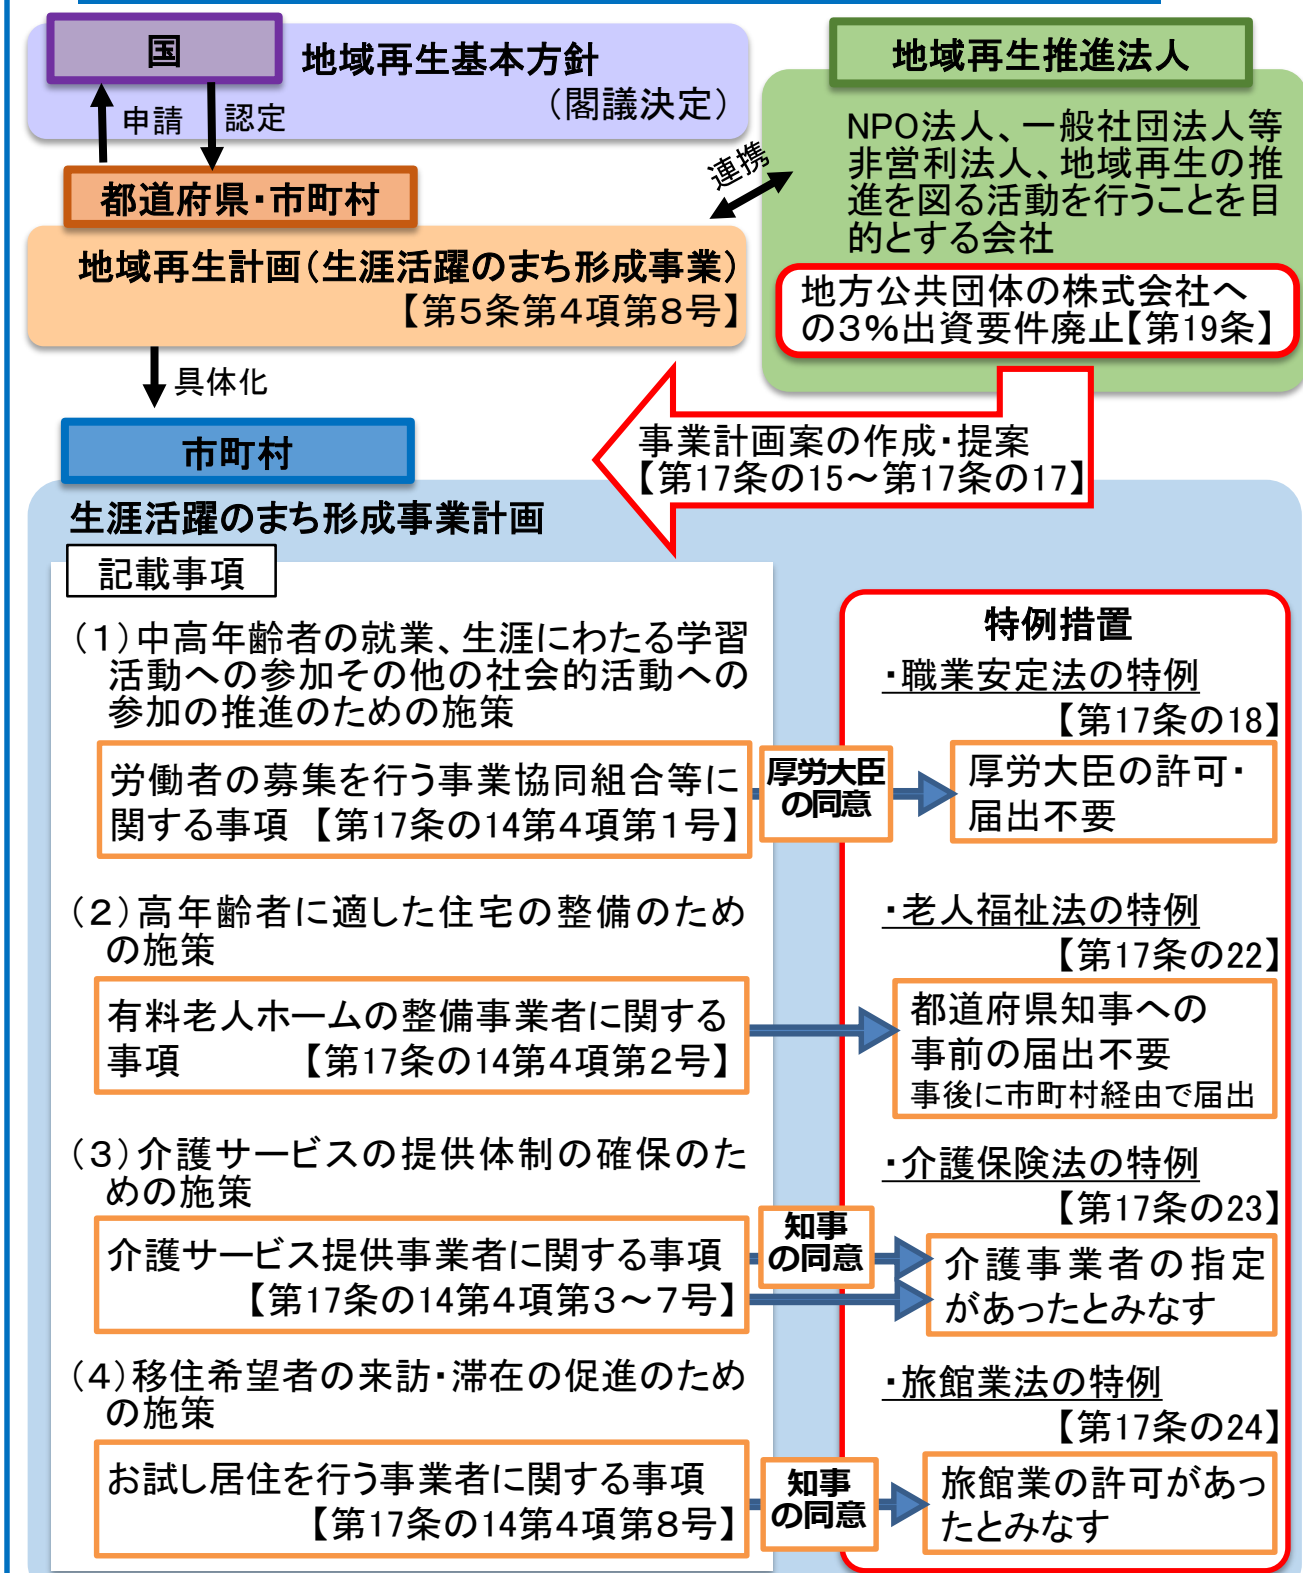 国
地域再生基本方針
（閣議決定）
申請
認定
都道府県・市町村
地域再生計画（生涯活躍のまち形成事業）
【第５条第４項第８号】
連携
地域再生推進法人
NPO法人、一般社団法人等
非営利法人、地域再生の推
進を図る活動を行うことを目
的とする会社
地方公共団体の株式会社へ
の３％出資要件廃止【第19条】
具体化
事業計画案の作成・提案
【第17条の15～第17条の17】
市町村
生涯活躍のまち形成事業計画
記載事項
（１）中高年齢者の就業、生涯にわたる学習
活動への参加その他の社会的活動への
参加の推進のための施策
労働者の募集を行う事業協同組合等に
関する事項 【第17条の14第４項第１号】
厚労大臣
の同意
特例措置
・職業安定法の特例
【第17条の18】
厚労大臣の許可・
届出不要
（２）高年齢者に適した住宅の整備のため
の施策
有料老人ホームの整備事業者に関する
事項 【第17条の14第４項第２号】
・老人福祉法の特例
【第17条の22】
都道府県知事への
事前の届出不要
事後に市町村経由で届出
（３）介護サービスの提供体制の確保のた
めの施策
介護サービス提供事業者に関する事項
【第17条の14第４項第３～７号】
知事
の同意
・介護保険法の特例
【第17条の23】
介護事業者の指定
があったとみなす
（４）移住希望者の来訪・滞在の促進のため
の施策
お試し居住を行う事業者に関する事項
【第17条の14第４項第８号】
知事
の同意
・旅館業法の特例
【第17条の24】
旅館業の許可があっ
たとみなす